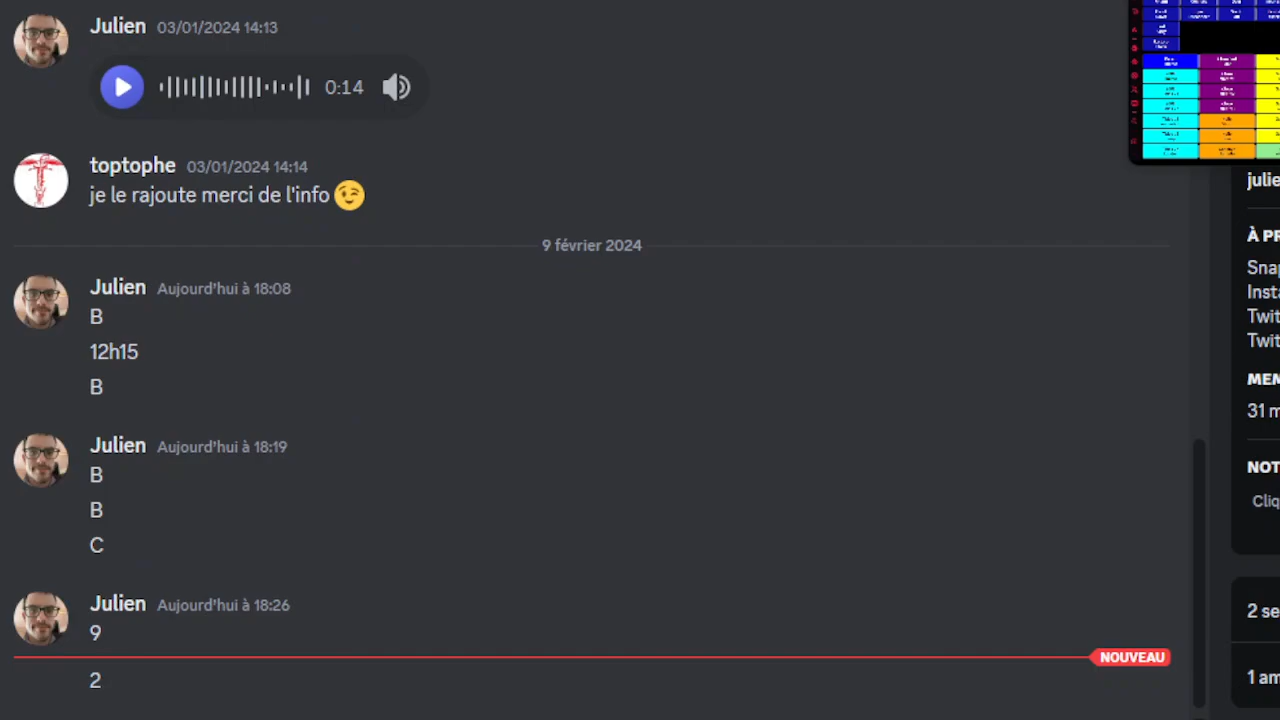 Julien 03/01/2024 14:13
0:14
toptophe 03/01/2024 14:14
je le rajoute merci de l'info
9 février 2024
Julien Aujourd'hui à 18:08
B
12h15
B
Julien Aujourd'hui à 18:19
B
B
C
Julien Aujourd'hui à 18:26
9
NOUVEAU
2
julie
À PR
Snap
Insta
Twit
Twit
MEM
31 m
NOT
Cliq
2 se
1 am